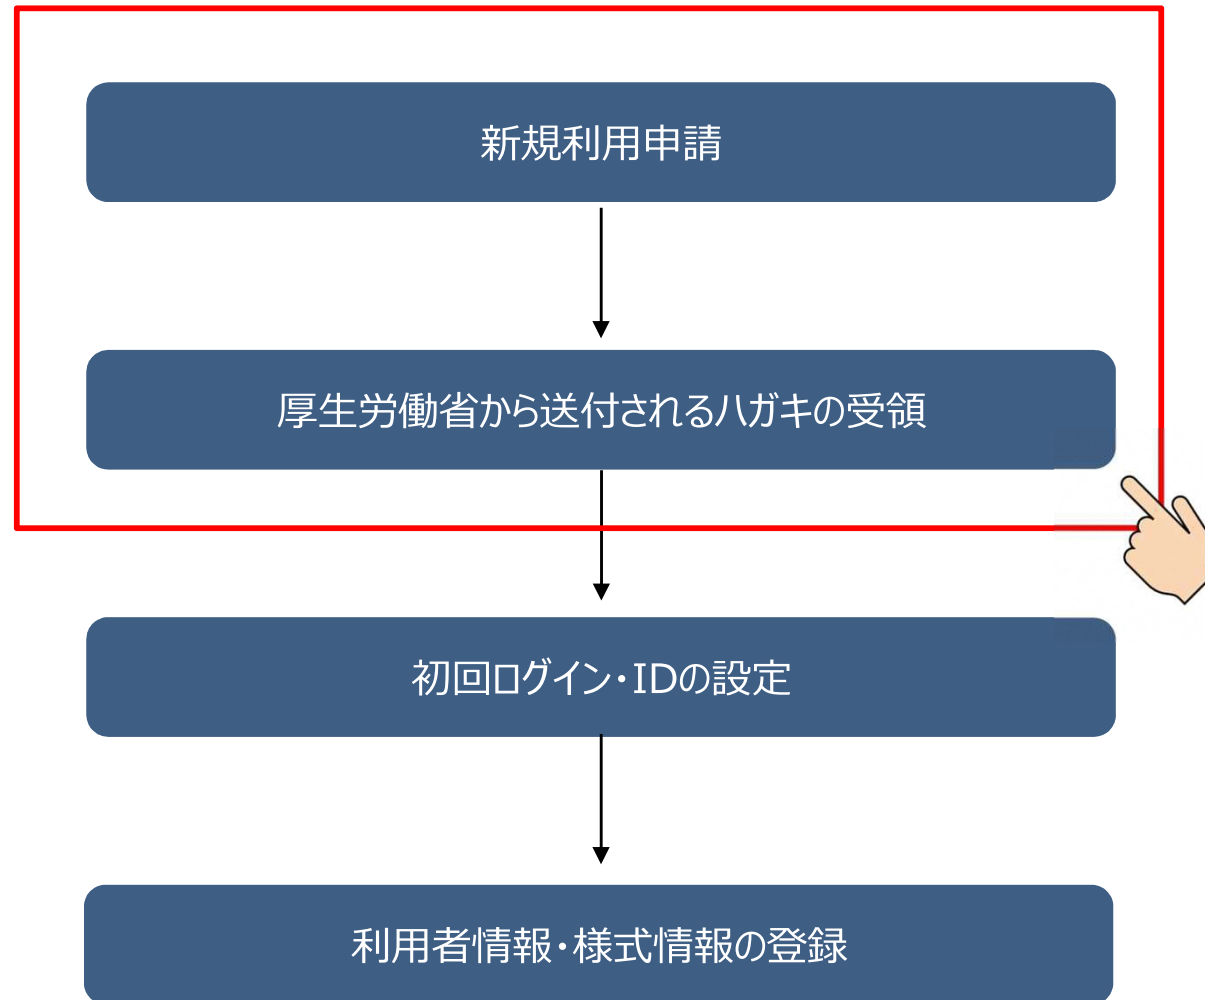 新規利用申請
厚生労働省から送付されるハガキの受領
初回ログイン・IDの設定
利用者情報・様式情報の登録